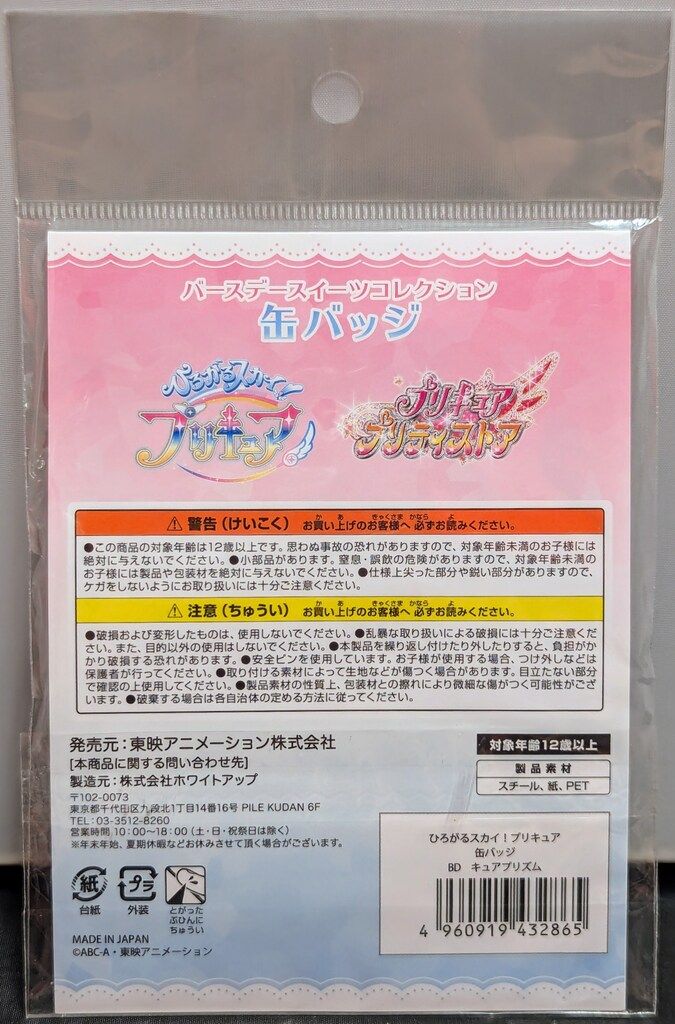 バースデースイーツコレクション
缶バッジ
ひろがるスカイ!
プリキュア
プリキュア
プリティストア
⚠警告(けいこく) お買い上げのお客様へ 必ずお読みください。
●この商品の対象年齢は12歳以上です。思わぬ事故の恐れがありますので、対象年齢未満のお子様には
絶対に与えないでください。●小部品があります。窒息・誤飲の危険がありますので、対象年齢未満の
お子様には製品や包装材を絶対に与えないでください。●仕様上尖った部分や鋭い部分がありますので、
ケガをしないようにお取り扱いには十分ご注意ください。
⚠注意(ちゅうい) お買い上げのお客様へ 必ずお読みください。
●破損および変形したものは、使用しないでください。●乱暴な取り扱いによる破損には十分ご注意くださ
い。また、目的以外の使用はしないでください。●本製品を繰り返し付けたり外したりすると、負担がか
かり破損する恐れがあります。●安全ピンを使用しています。お子様が使用する場合、つけ外しなどは
保護者が行ってください。●取り付ける素材によって生地などが傷つく場合があります。目立たない部分
で確認の上使用してください。●製品素材の性質上、包装材との擦れにより微細な傷がつく可能性がござ
います。●破棄する場合は各自治体の定める方法に従ってください。
発売元:東映アニメーション株式会社
[本商品に関する問い合わせ先]
製造元:株式会社ホワイトアップ
〒102-0073
東京都千代田区九段北1丁目14番16号 PILE KUDAN 6F
TEL:03-3512-8260
営業時間 10:00~18:00(土・日・祝祭日は除く)
※年末年始、夏期休暇などお休みさせて頂く場合がございます。
対象年齢12歳以上
製品素材
スチール、紙、PET
紙
台紙
プラ
外装
とがった
ぶひんに
ちゅうい
MADE IN JAPAN
©ABC-A・東映アニメーション
ひろがるスカイ!プリキュア
缶バッジ
BD キュアプリズム
4 960919 432865